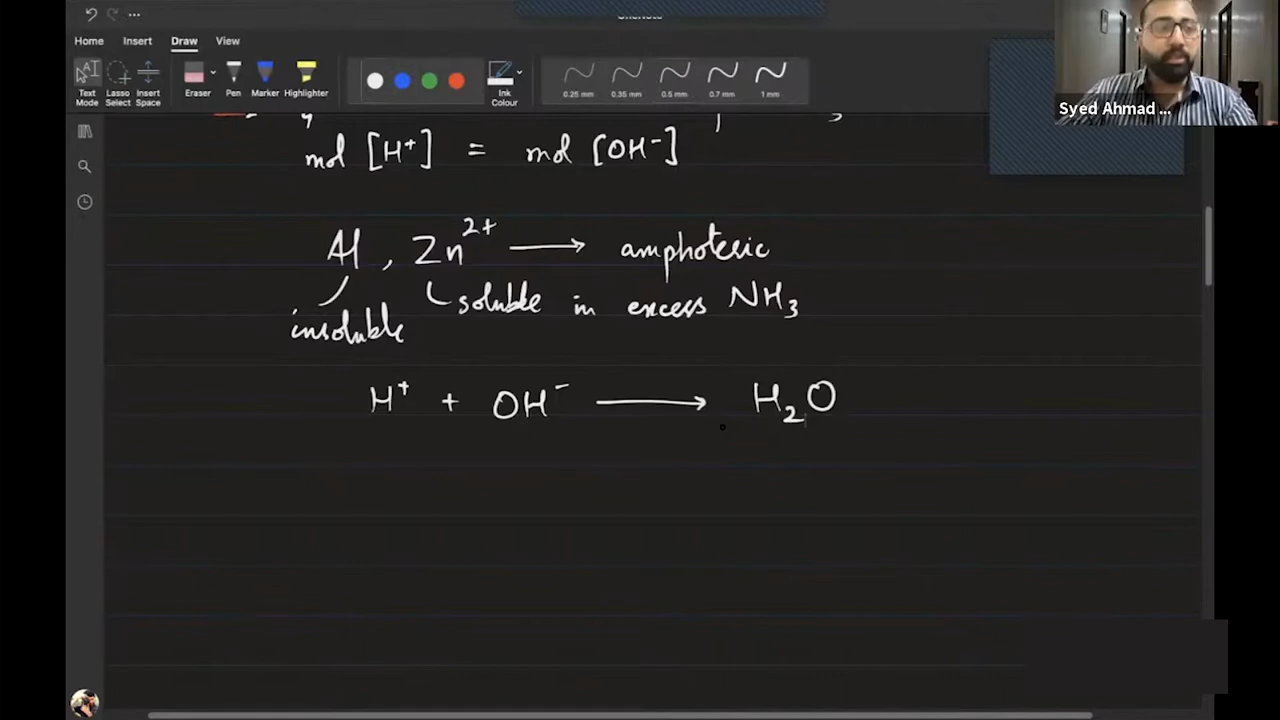 Home Insert Draw View
Text Mode
Lasso Select
Insert Space
Eraser
Pen
Marker
Highlighter
Ink Colour
0.25 mm 0.35 mm 0.5 mm 0.7 mm 1 mm
Syed Ahmad ...
mol [H⁺] = mol [OH⁻]
Al, Zn²⁺ ⟶ amphoteric
soluble in excess NH₃
insoluble
H⁺ + OH⁻ ⟶ H₂O